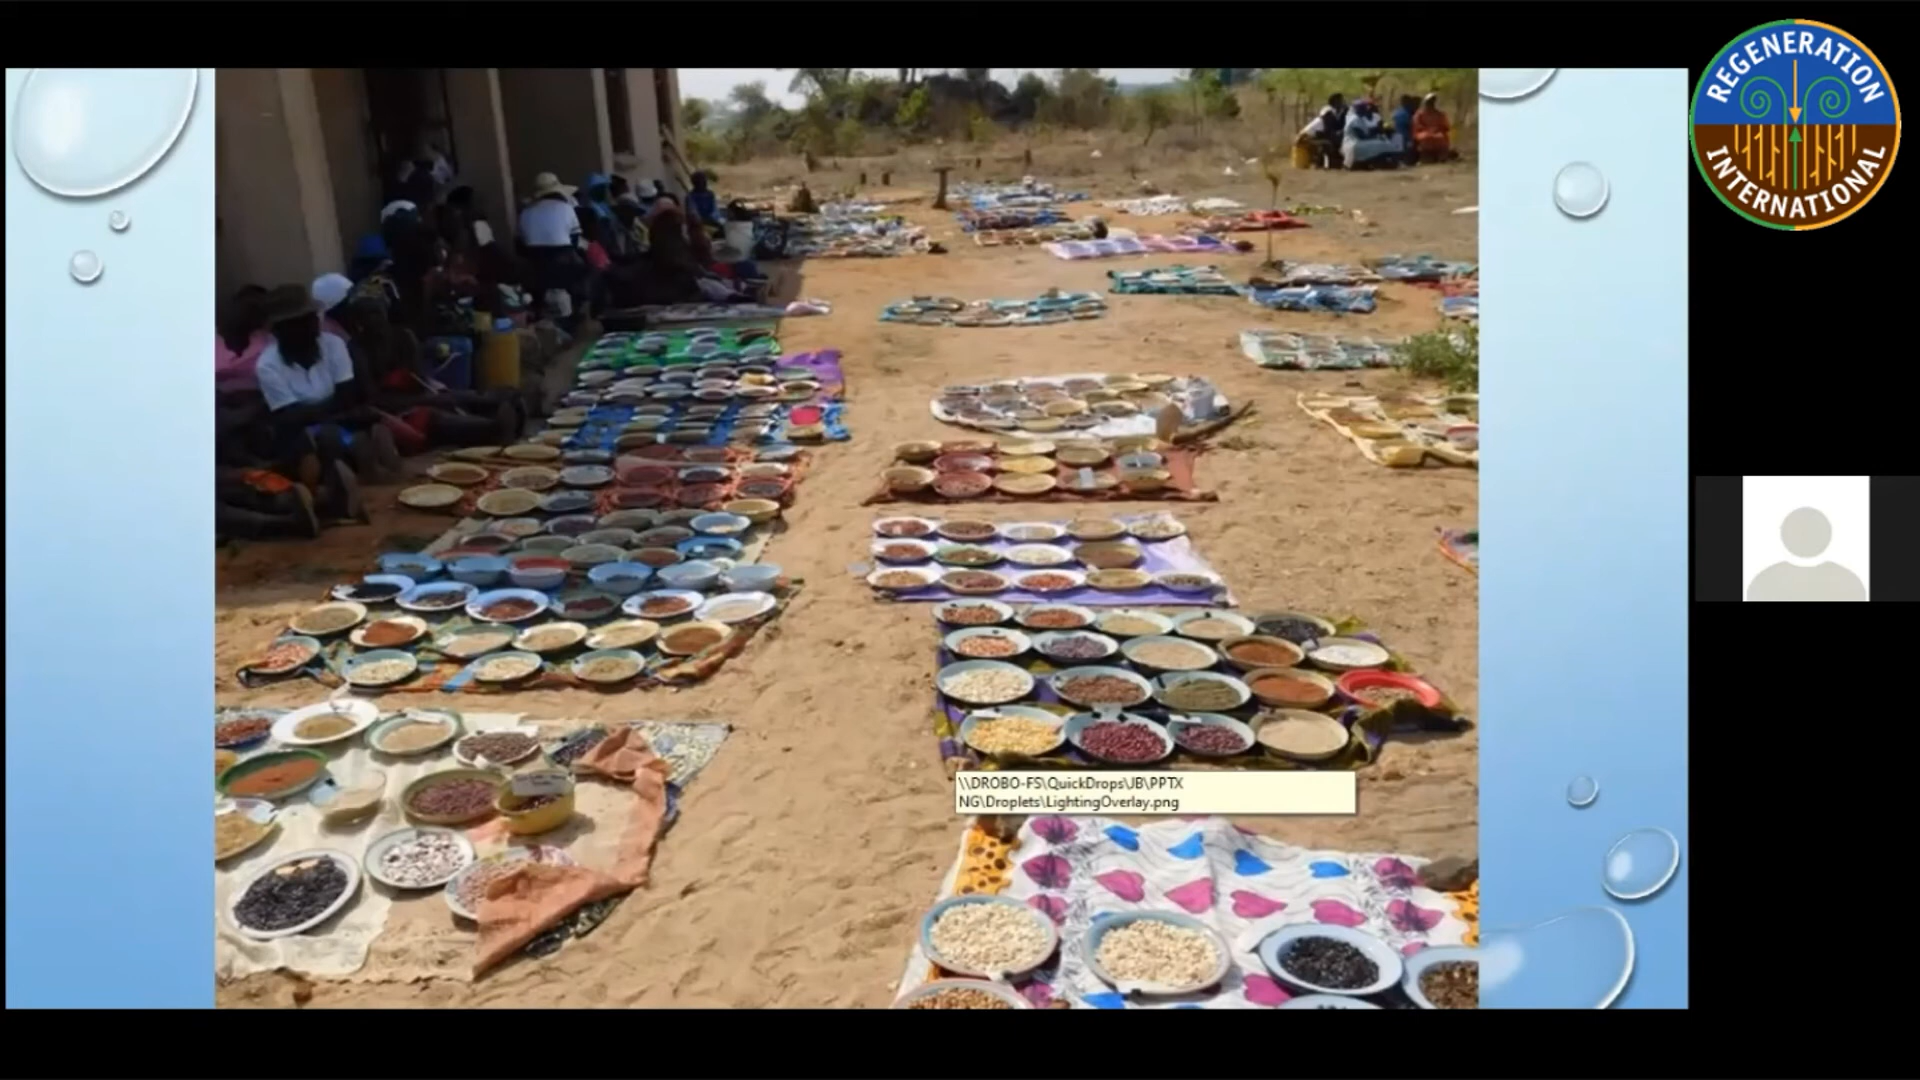 REGENERATION
INTERNATIONAL
\\DROBO-FS\QuickDrops\JB\PPTX
NG\Droplets\LightingOverlay.png